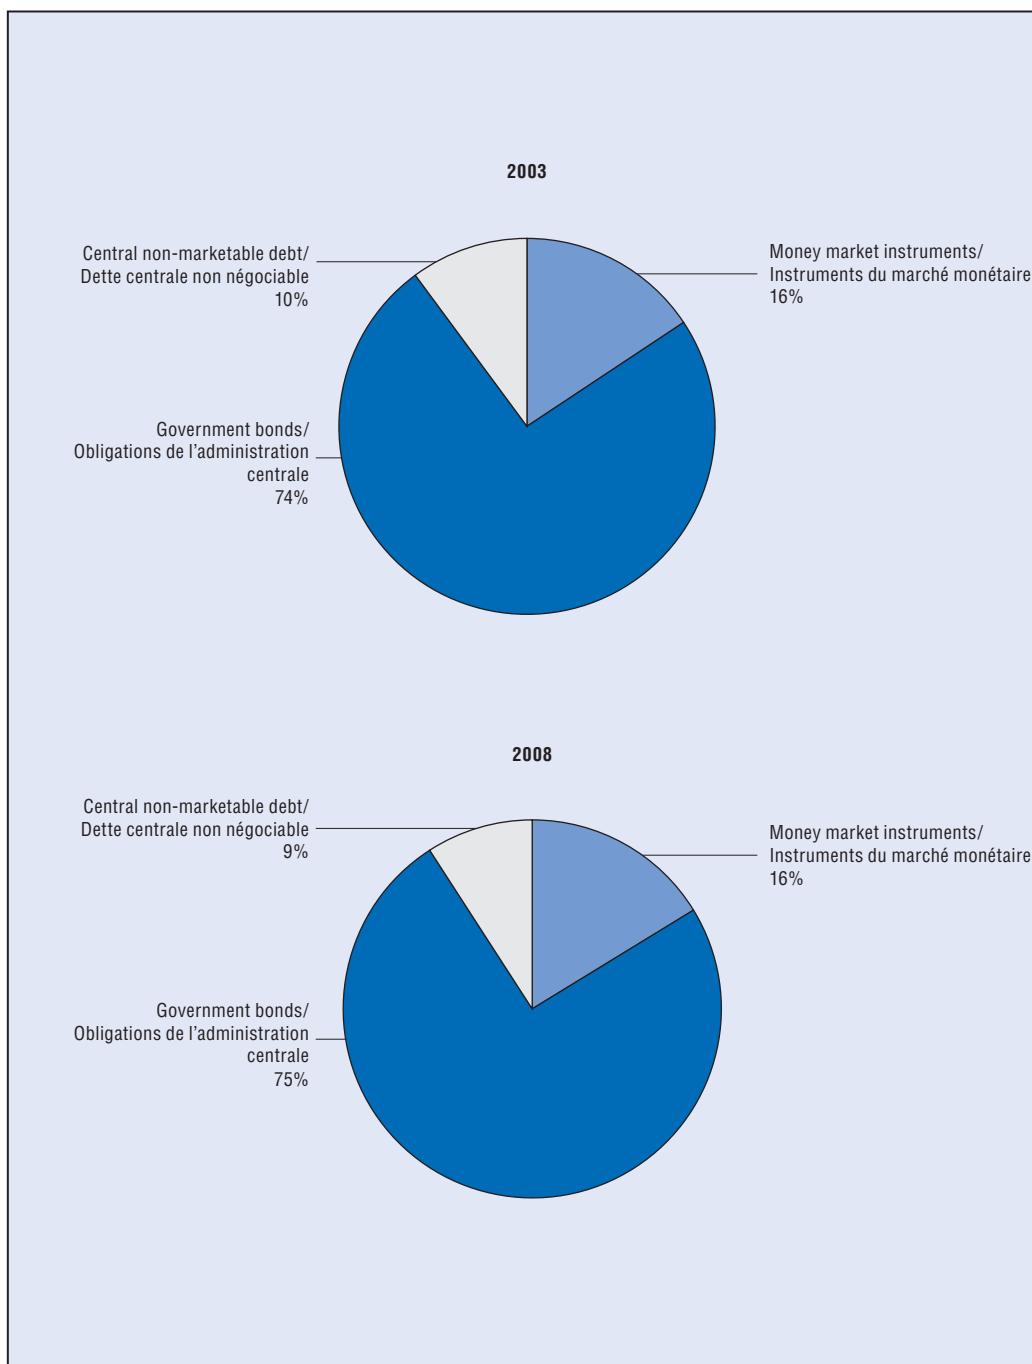 2003
Central non-marketable debt/
Dette centrale non négociable
10%
Money market instruments/
Instruments du marché monétaire
16%
Government bonds/
Obligations de l'administration
centrale
74%
2008
Central non-marketable debt/
Dette centrale non négociable
9%
Money market instruments/
Instruments du marché monétaire
16%
Government bonds/
Obligations de l'administration
centrale
75%